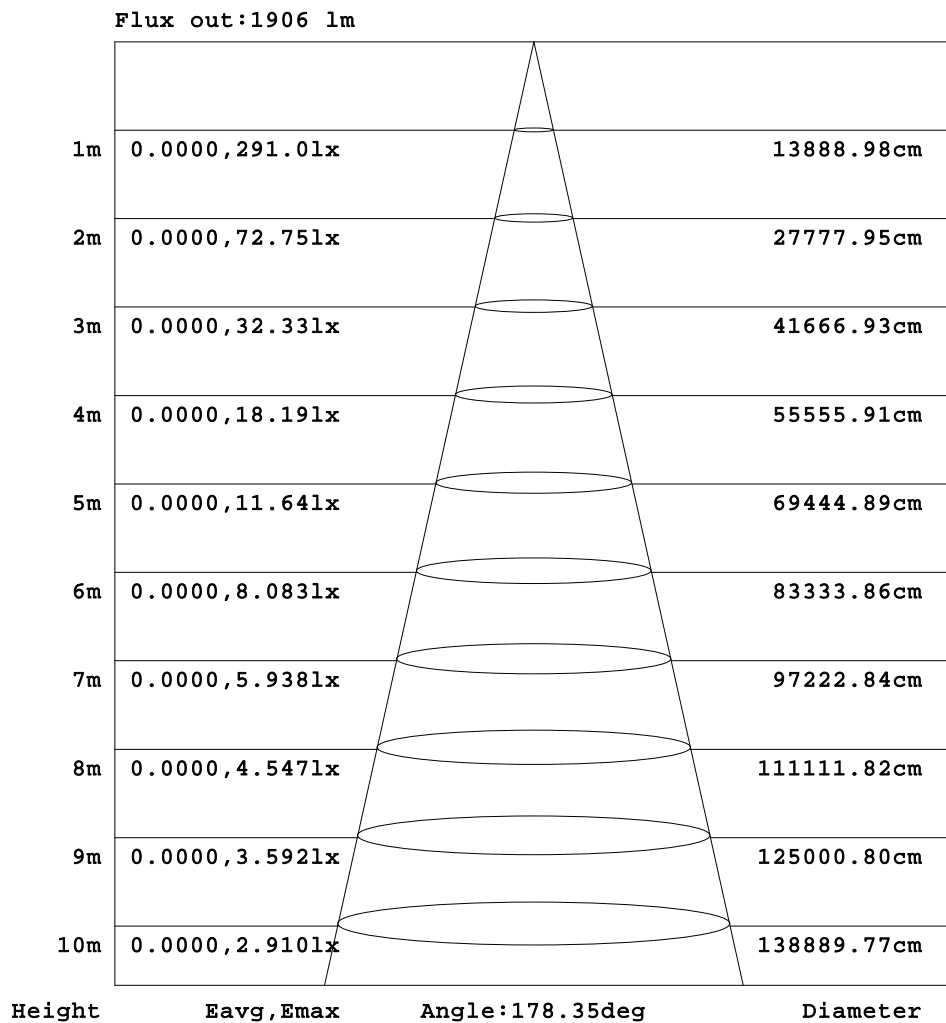 Flux out:1906 lm
1m 0.0000,291.0lx 13888.98cm
2m 0.0000,72.75lx 27777.95cm
3m 0.0000,32.33lx 41666.93cm
4m 0.0000,18.19lx 55555.91cm
5m 0.0000,11.64lx 69444.89cm
6m 0.0000,8.083lx 83333.86cm
7m 0.0000,5.938lx 97222.84cm
8m 0.0000,4.547lx 111111.82cm
9m 0.0000,3.592lx 125000.80cm
10m 0.0000,2.910lx 138889.77cm
Height Eavg,Emax Angle:178.35deg Diameter